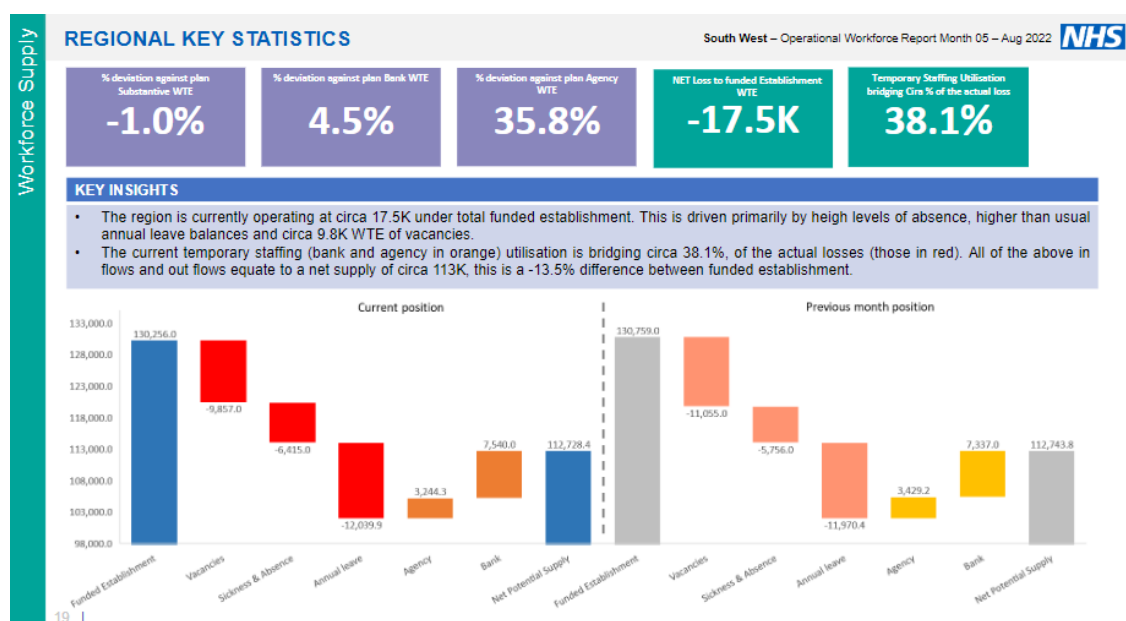 Workforce Supply
REGIONAL KEY STATISTICS
South West – Operational Workforce Report Month 05 – Aug 2022
NHS
% deviation against plan
Substantive WTE
-1.0%
% deviation against plan Bank WTE
4.5%
% deviation against plan Agency
WTE
35.8%
NET Loss to funded Establishment
WTE
-17.5K
Temporary Staffing Utilisation
bridging Cira % of the actual loss
38.1%
KEY INSIGHTS
• The region is currently operating at circa 17.5K under total funded establishment. This is driven primarily by heigh levels of absence, higher than usual
annual leave balances and circa 9.8K WTE of vacancies.
• The current temporary staffing (bank and agency in orange) utilisation is bridging circa 38.1%, of the actual losses (those in red). All of the above in
flows and out flows equate to a net supply of circa 113K, this is a -13.5% difference between funded establishment.
Current position
133,000.0
128,000.0
123,000.0
118,000.0
113,000.0
108,000.0
103,000.0
98,000.0
130,256.0
-9,857.0
-6,415.0
-12,039.9
3,244.3
7,540.0
112,728.4
Funded Establishment
Vacancies
Sickness & Absence
Annual leave
Agency
Bank
Net Potential Supply
Previous month position
130,759.0
-11,055.0
-5,756.0
-11,970.4
3,429.2
7,337.0
112,743.8
Funded Establishment
Vacancies
Sickness & Absence
Annual leave
Agency
Bank
Net Potential Supply
19 |